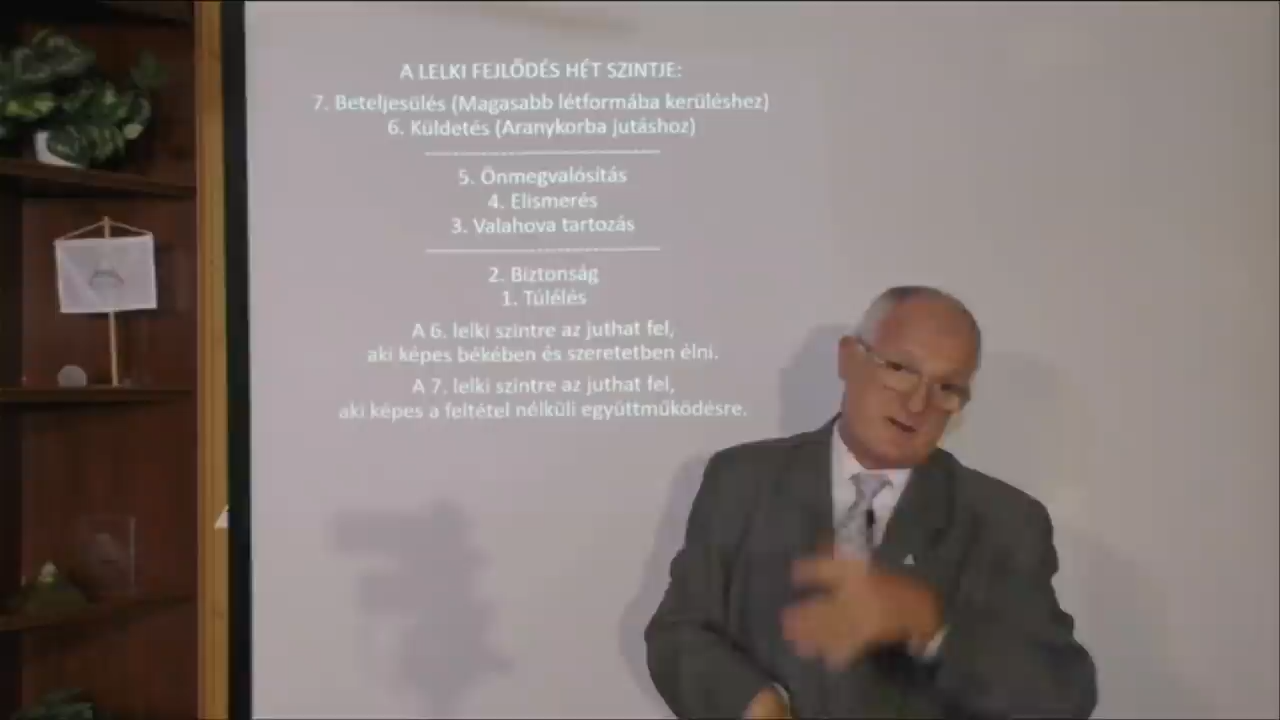 A LELKI FEJLŐDÉS HÉT SZINTJE:
7. Beteljesülés (Magasabb létformába kerüléshez)
6. Küldetés (Aranykorba jutáshoz)
5. Önmegvalósítás
4. Elismerés
3. Valahova tartozás
2. Biztonság
1. Túlélés
A 6. lelki szintre az juthat fel,
aki képes békében és szeretetben élni.
A 7. lelki szintre az juthat fel,
aki képes a feltétel nélküli együttműködésre.